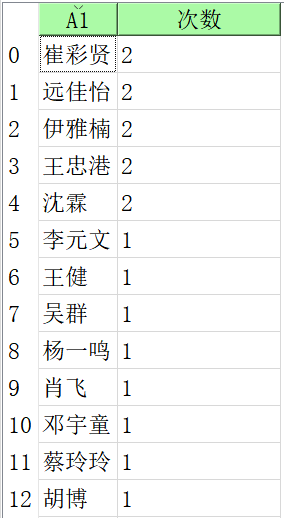 A1 次数
0 崔彩贤 2
1 远佳怡 2
2 伊雅楠 2
3 王忠港 2
4 沈霖 2
5 李元文 1
6 王健 1
7 吴群 1
8 杨一鸣 1
9 肖飞 1
10 邓宇童 1
11 蔡玲玲 1
12 胡博 1